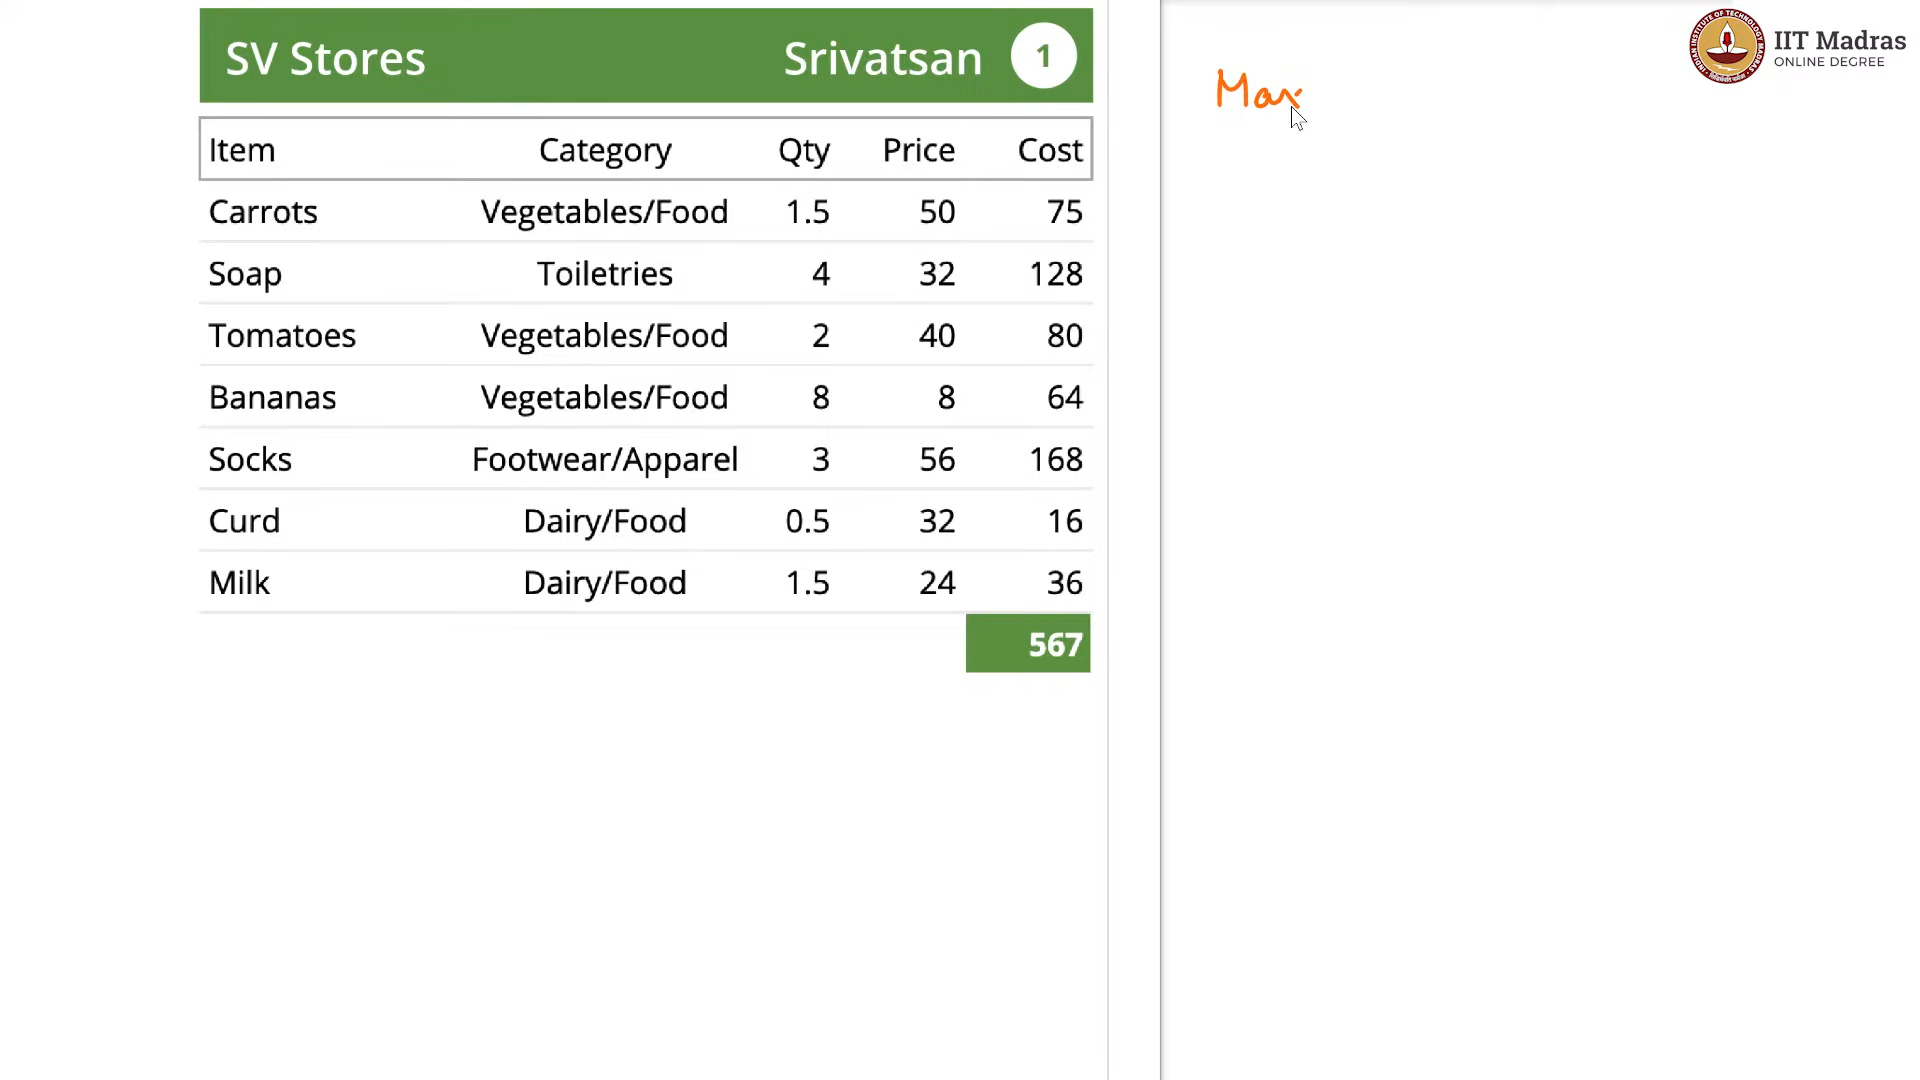 SV Stores Srivatsan 1
Item Category Qty Price Cost
Carrots Vegetables/Food 1.5 50 75
Soap Toiletries 4 32 128
Tomatoes Vegetables/Food 2 40 80
Bananas Vegetables/Food 8 8 64
Socks Footwear/Apparel 3 56 168
Curd Dairy/Food 0.5 32 16
Milk Dairy/Food 1.5 24 36
567
Max
IIT Madras
ONLINE DEGREE